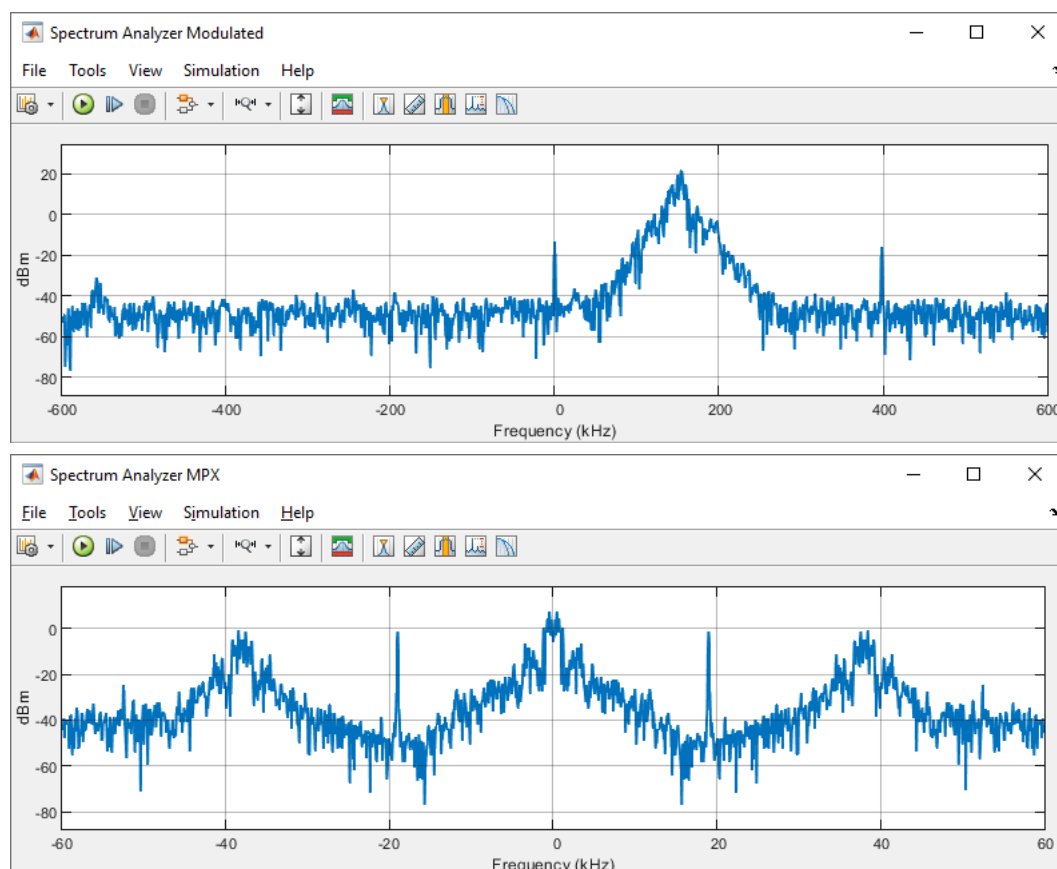 Spectrum Analyzer Modulated
File Tools View Simulation Help
20
0
-20
-40
-60
-80
dBm
-600 -400 -200 0 200 400 600
Frequency (kHz)
Spectrum Analyzer MPX
File Tools View Simulation Help
0
-20
-40
-60
-80
dBm
-60 -40 -20 0 20 40 60
Frequency (kHz)